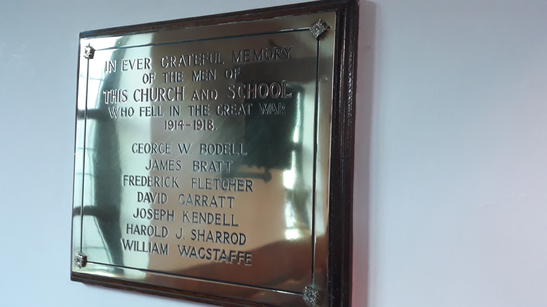 IN EVER GRATEFUL MEMORY
OF THE MEN OF
THIS CHURCH AND SCHOOL
WHO FELL IN THE GREAT WAR
1914-1918.
GEORGE W BODELL
JAMES BRATT
FREDERICK FLETCHER
DAVID GARRATT
JOSEPH KENDELL
HAROLD J. SHARROD
WILLIAM WAGSTAFFE